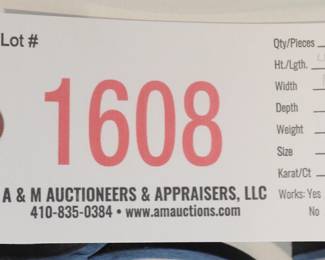 Lot #
1608
A & M AUCTIONEERS & APPRAISERS, LLC
410-835-0384 • www.amauctions.com
Qty/Pieces
Ht./Lgth.
Width
Depth
Weight
Size
Karat/Ct
Works: Yes
No